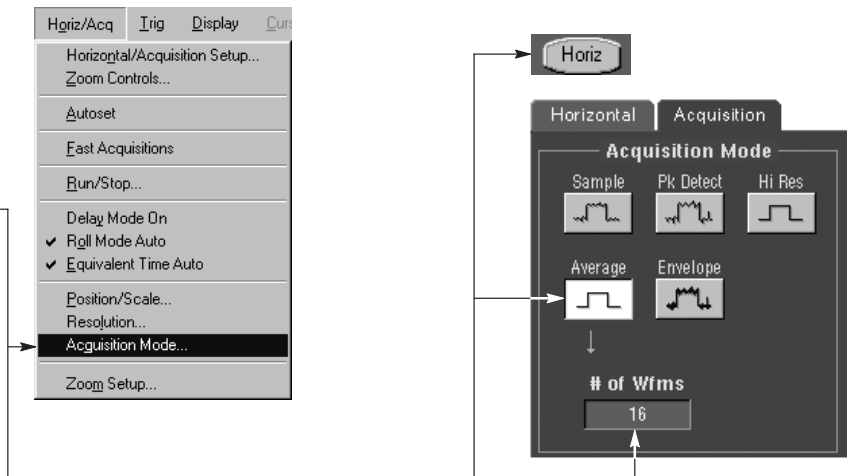 Horiz/Acq Trig Display Curs
Horizontal/Acquisition Setup...
Zoom Controls...
Autoset
Fast Acquisitions
Run/Stop...
Delay Mode On
Roll Mode Auto
Equivalent Time Auto
Position/Scale...
Resolution...
Acquisition Mode...
Zoom Setup...
Horiz
Horizontal Acquisition
Acquisition Mode
Sample Pk Detect Hi Res
Average Envelope
# of Wfms
16